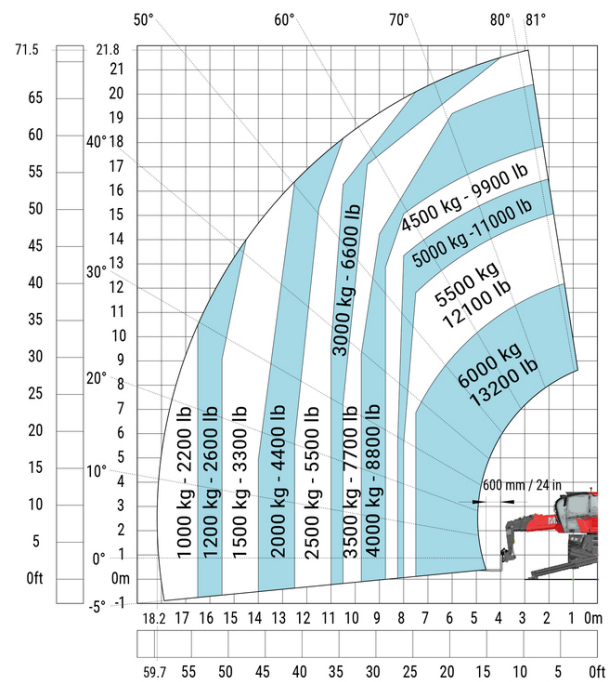 50° 60° 70° 80° 81°
71.5 21.8
21
65 20
19
60 40° 18
17
55 16
15
50 14
45 13
30° 12
40 11
35 10
30 9
8
25 20° 7
20 6
5
15 10° 4
10 3
2
5 0° 1
0ft 0m
-5° -1
1000 kg - 2200 lb
1200 kg - 2600 lb
1500 kg - 3300 lb
2000 kg - 4400 lb
2500 kg - 5500 lb
3000 kg - 6600 lb
3500 kg - 7700 lb
4000 kg - 8800 lb
4500 kg - 9900 lb
5000 kg -11000 lb
5500 kg
12100 lb
6000 kg
13200 lb
600 mm / 24 in
18.2 17 16 15 14 13 12 11 10 9 8 7 6 5 4 3 2 1 0m
59.7 55 50 45 40 35 30 25 20 15 10 5 0ft